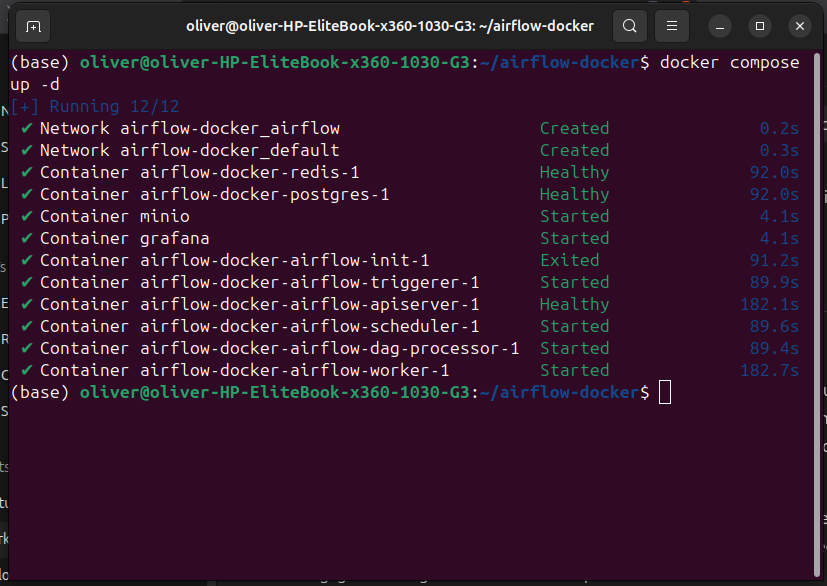 oliver@oliver-HP-EliteBook-x360-1030-G3: ~/airflow-docker
(base) oliver@oliver-HP-EliteBook-x360-1030-G3:~/airflow-docker$ docker compose
up -d
[+] Running 12/12
✔ Network airflow-docker_airflow Created 0.2s
✔ Network airflow-docker_default Created 0.3s
✔ Container airflow-docker-redis-1 Healthy 92.0s
✔ Container airflow-docker-postgres-1 Healthy 92.0s
✔ Container minio Started 4.1s
✔ Container grafana Started 4.1s
✔ Container airflow-docker-airflow-init-1 Exited 91.2s
✔ Container airflow-docker-airflow-triggerer-1 Started 89.9s
✔ Container airflow-docker-airflow-apiserver-1 Healthy 182.1s
✔ Container airflow-docker-airflow-scheduler-1 Started 89.6s
✔ Container airflow-docker-airflow-dag-processor-1 Started 89.4s
✔ Container airflow-docker-airflow-worker-1 Started 182.7s
(base) oliver@oliver-HP-EliteBook-x360-1030-G3:~/airflow-docker$